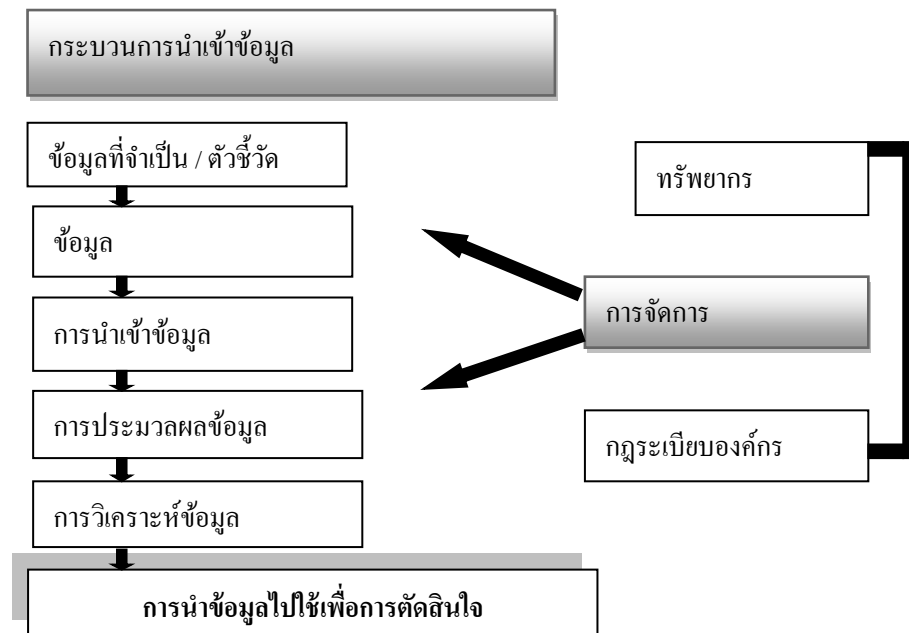 กระบวนการนำเข้าข้อมูล
ข้อมูลที่จำเป็น / ตัวชี้วัด
ทรัพยากร
ข้อมูล
การจัดการ
การนำเข้าข้อมูล
การประมวลผลข้อมูล
กฎระเบียบองค์กร
การวิเคราะห์ข้อมูล
การนำข้อมูลไปใช้เพื่อการตัดสินใจ